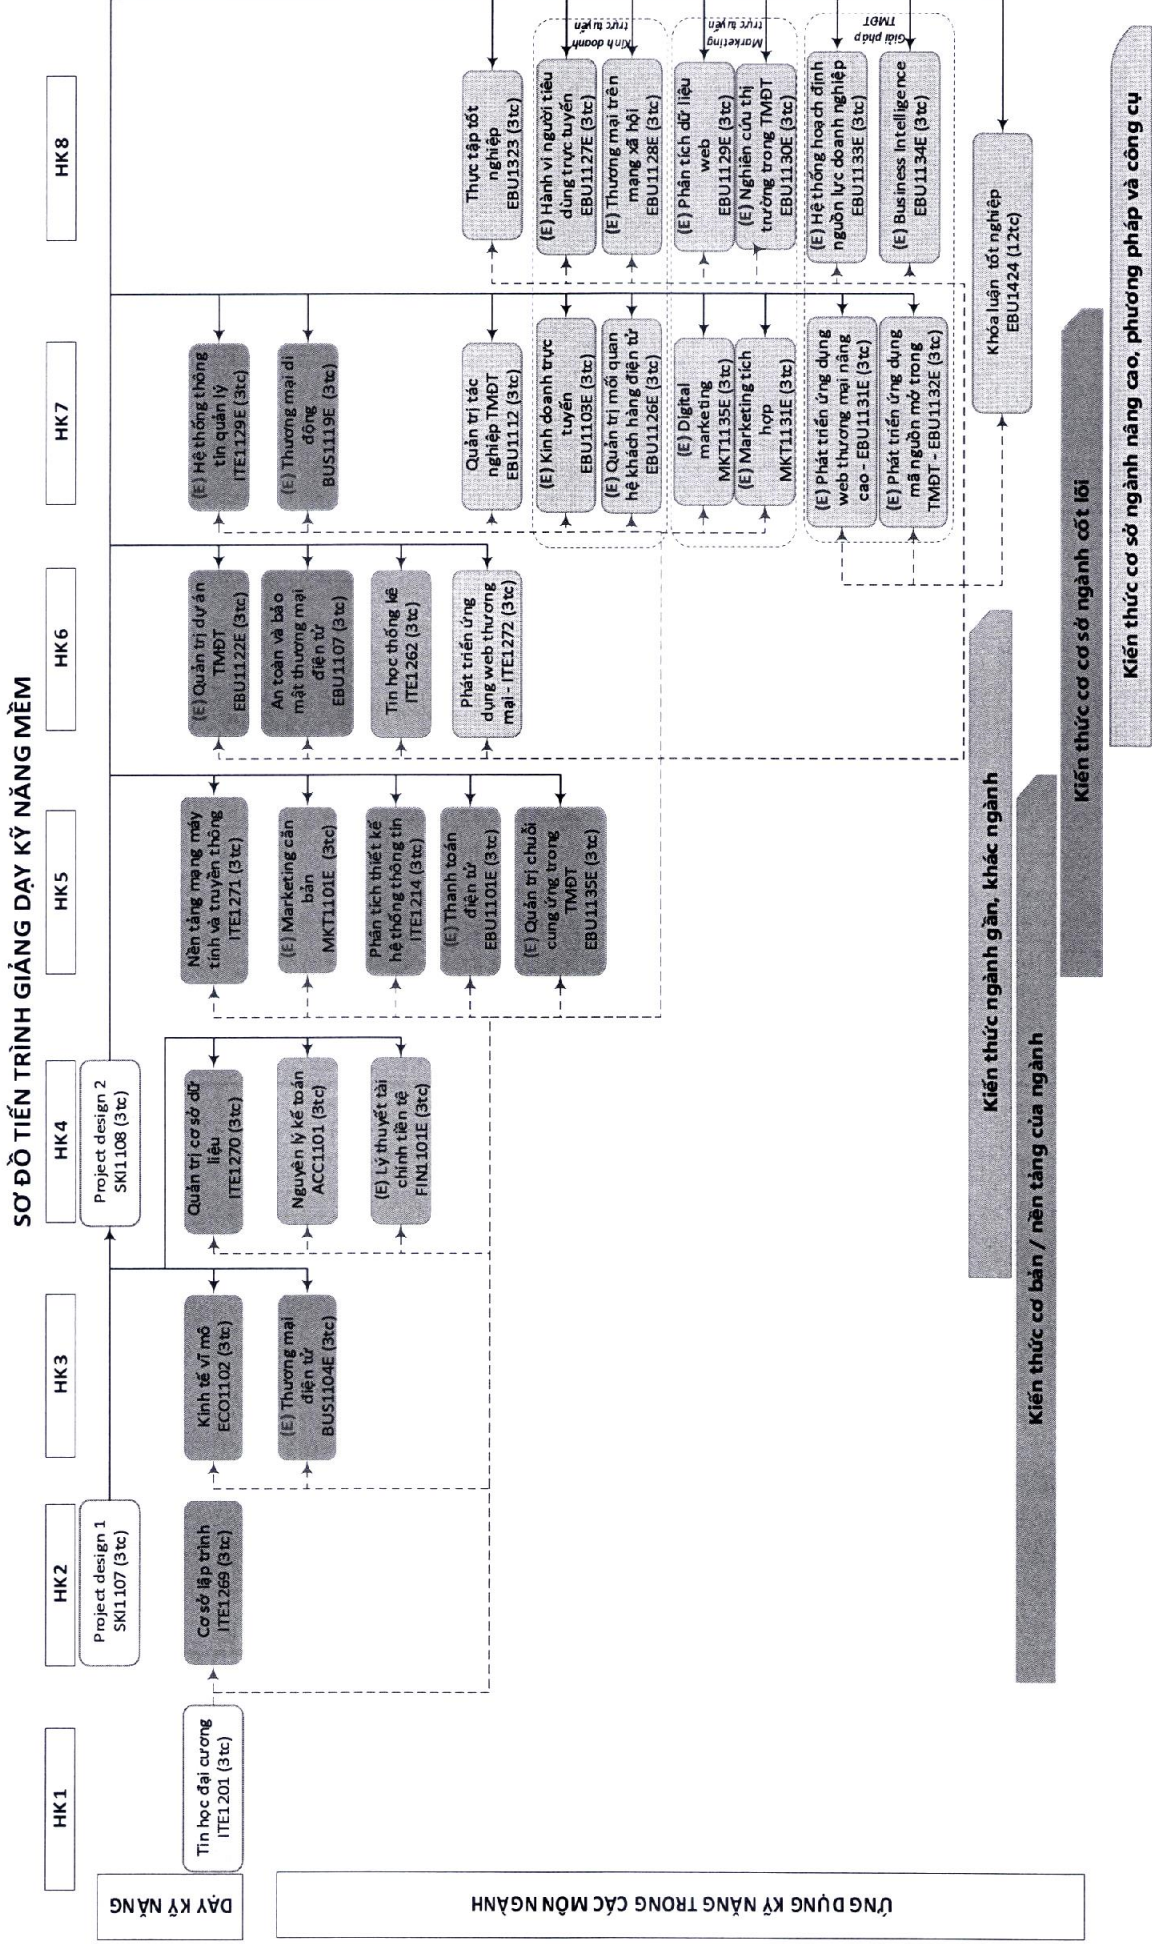 SƠ ĐỒ TIẾN TRÌNH GIẢNG DẠY KỸ NĂNG MỀM
HK1
HK2
HK3
HK4
HK5
HK6
HK7
HK8
DẠY KỸ NĂNG
Project design 1
SKI1107 (3tc)
Project design 2
SKI1108 (3tc)
Tin học đại cương
ITE1201 (3tc)
ỨNG DỤNG KỸ NĂNG TRONG CÁC MÔN NGÀNH
Cơ sở lập trình
ITE1269 (3tc)
Kinh tế vĩ mô
ECO1102 (3tc)
(E) Thương mại
điện tử
BUS1104E (3tc)
Quản trị cơ sở dữ
liệu
ITE1270 (3tc)
Nguyên lý kế toán
ACC1101 (3tc)
(E) Lý thuyết tài
chính tiền tệ
FIN1101E (3tc)
Nền tảng mạng máy
tính và truyền thông
ITE1271 (3tc)
(E) Marketing căn
bản
MKT1101E (3tc)
Phân tích thiết kế
hệ thống thông tin
ITE1214 (3tc)
(E) Thanh toán
điện tử
EBU1101E (3tc)
(E) Quản trị chuỗi
cung ứng trong
TMĐT
EBU1135E (3tc)
(E) Quản trị dự án
TMĐT
EBU1122E (3tc)
An toàn và bảo
mật thương mại
điện tử
EBU1107 (3tc)
Tin học thống kê
ITE1262 (3tc)
Phát triển ứng
dụng web thương
mại - ITE1272 (3tc)
(E) Hệ thống thông
tin quản lý
ITE1129E (3tc)
(E) Thương mại di
động
BUS1119E (3tc)
Quản trị tác
nghiệp TMĐT
EBU1112 (3tc)
(E) Kinh doanh trực
tuyến
EBU1103E (3tc)
(E) Quản trị mối quan
hệ khách hàng điện tử
EBU1126E (3tc)
(E) Digital
marketing
MKT1135E (3tc)
(E) Marketing tích
hợp
MKT1131E (3tc)
(E) Phát triển ứng dụng
web thương mại nâng
cao - EBU1131E (3tc)
(E) Phát triển ứng dụng
mã nguồn mở trong
TMĐT - EBU1132E (3tc)
Thực tập tốt
nghiệp
EBU1323 (3tc)
(E) Hành vi người tiêu
dùng trực tuyến
EBU1127E (3tc)
(E) Thương mại trên
mạng xã hội
EBU1128E (3tc)
Kinh doanh
trực tuyến
(E) Phân tích dữ liệu
web
EBU1129E (3tc)
(E) Nghiên cứu thị
trường trong TMĐT
EBU1130E (3tc)
Marketing
trực tuyến
(E) Hệ thống hoạch định
nguồn lực doanh nghiệp
EBU1133E (3tc)
(E) Business Intelligence
EBU1134E (3tc)
Giải pháp
TMĐT
Khóa luận tốt nghiệp
EBU1424 (12tc)
Kiến thức ngành gần, khác ngành
Kiến thức cơ bản / nền tảng của ngành
Kiến thức cơ cơ sở ngành cốt lõi
Kiến thức cơ sở ngành nâng cao, phương pháp và công cụ